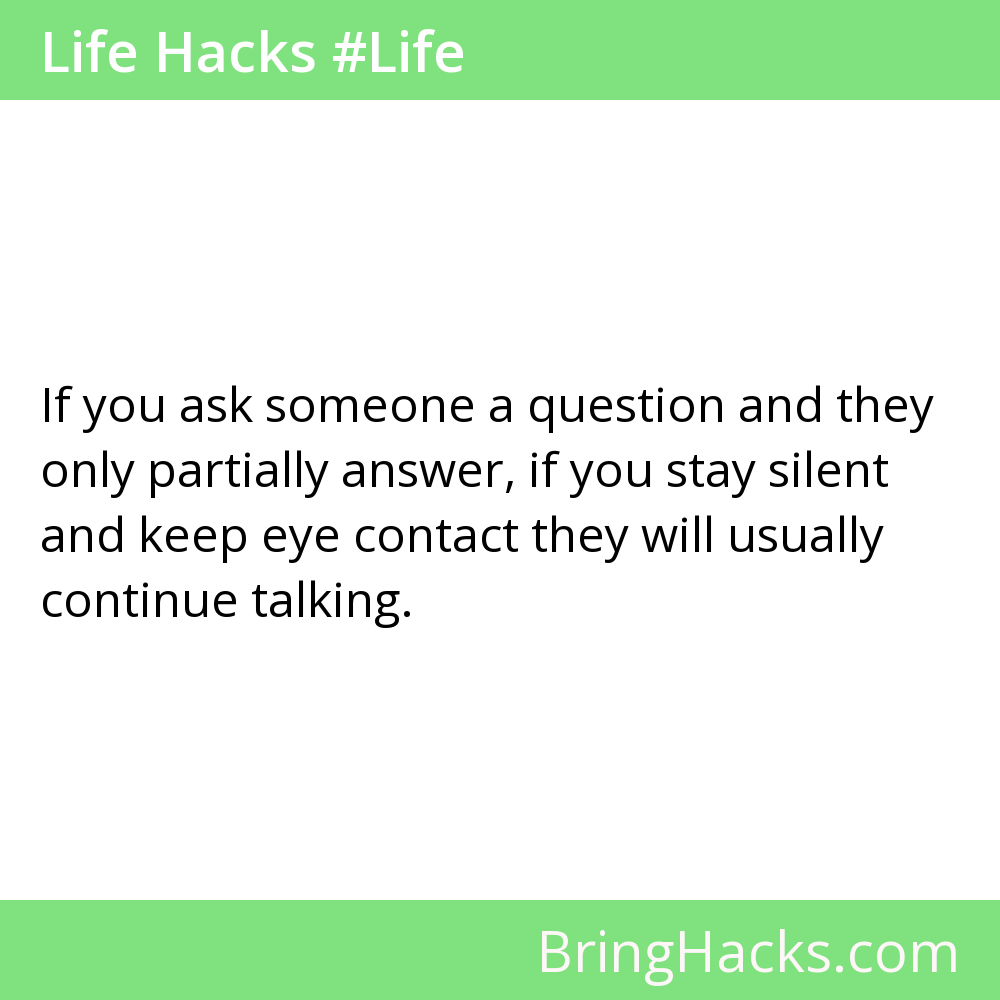 Life Hacks #Life
If you ask someone a question and they
only partially answer, if you stay silent
and keep eye contact they will usually
continue talking.
BringHacks.com